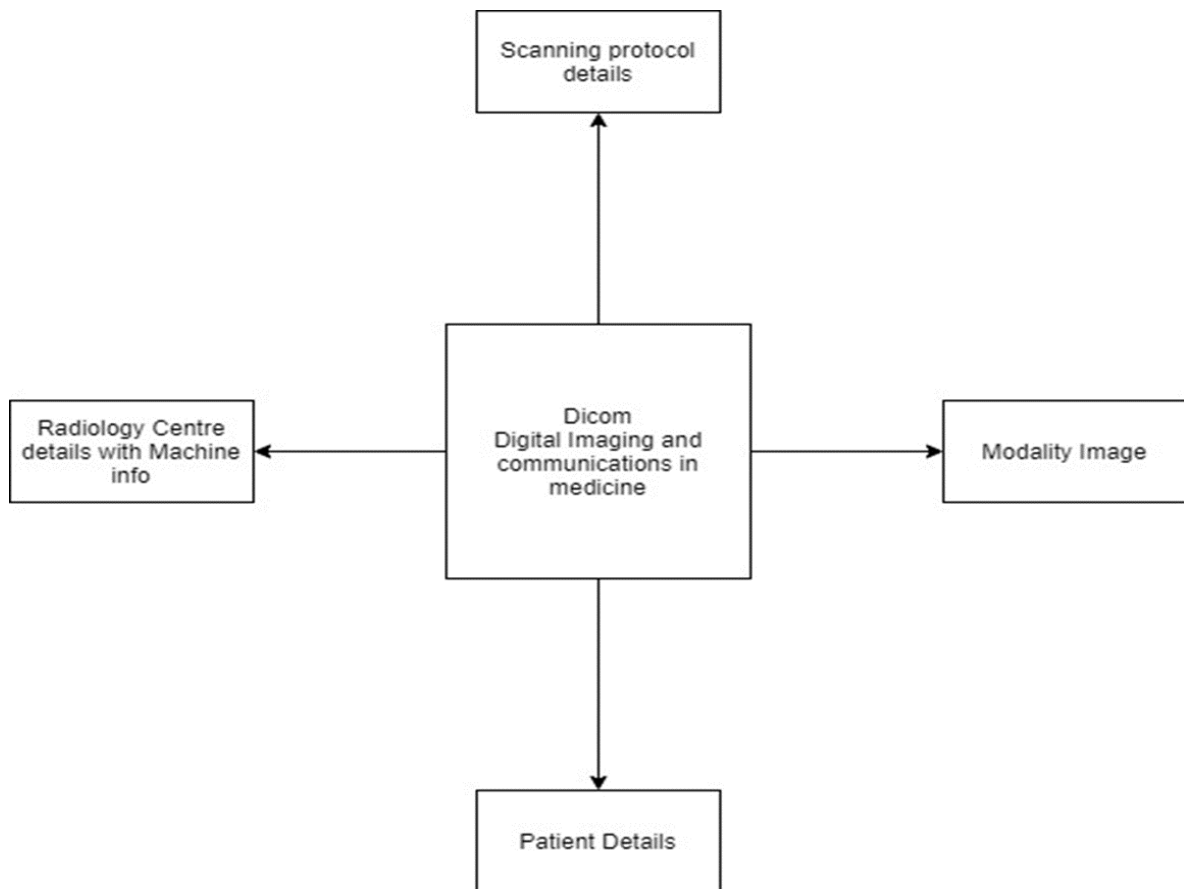 Scanning protocol
details
Radiology Centre
details with Machine
info
Dicom
Digital Imaging and
communications in
medicine
Modality Image
Patient Details